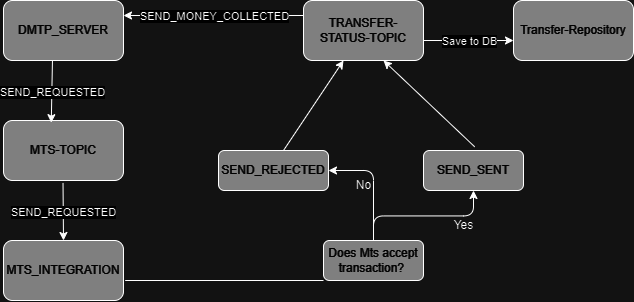 DMTP_SERVER
SEND_MONEY_COLLECTED
TRANSFER-
STATUS-TOPIC
Save to DB
Transfer-Repository
SEND_REQUESTED
MTS-TOPIC
SEND_REJECTED
SEND_SENT
No
Yes
SEND_REQUESTED
MTS_INTEGRATION
Does Mts accept
transaction?